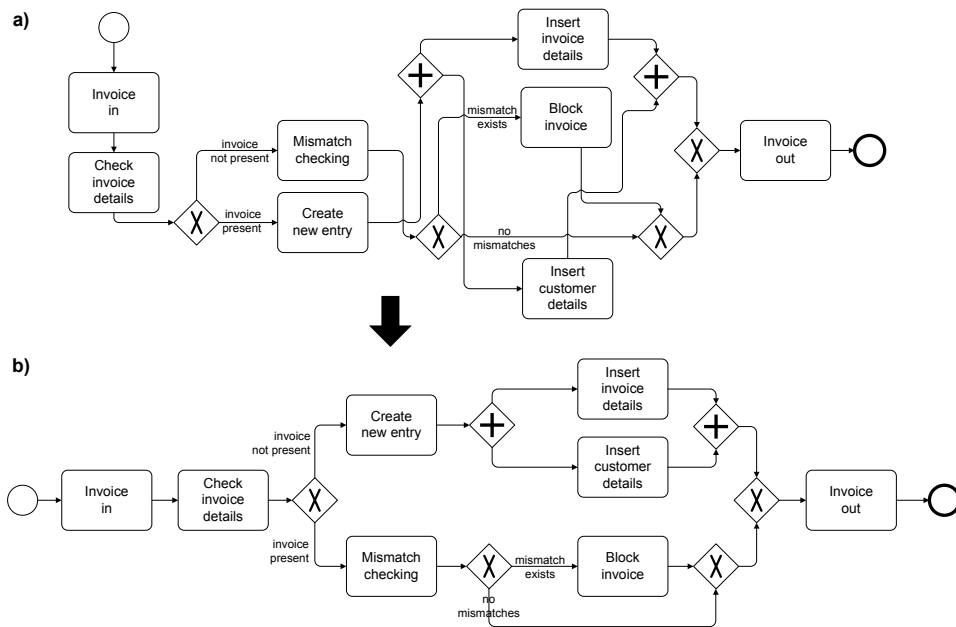 a)
Invoice
in
Check
invoice
details
invoice
not present
invoice
present
Mismatch
checking
Create
new entry
mismatch
exists
no
mismatches
Insert
invoice
details
Block
invoice
Insert
customer
details
Invoice
out
b)
Invoice
in
Check
invoice
details
invoice
not present
invoice
present
Create
new entry
Mismatch
checking
mismatch
exists
no
mismatches
Insert
invoice
details
Insert
customer
details
Block
invoice
Invoice
out